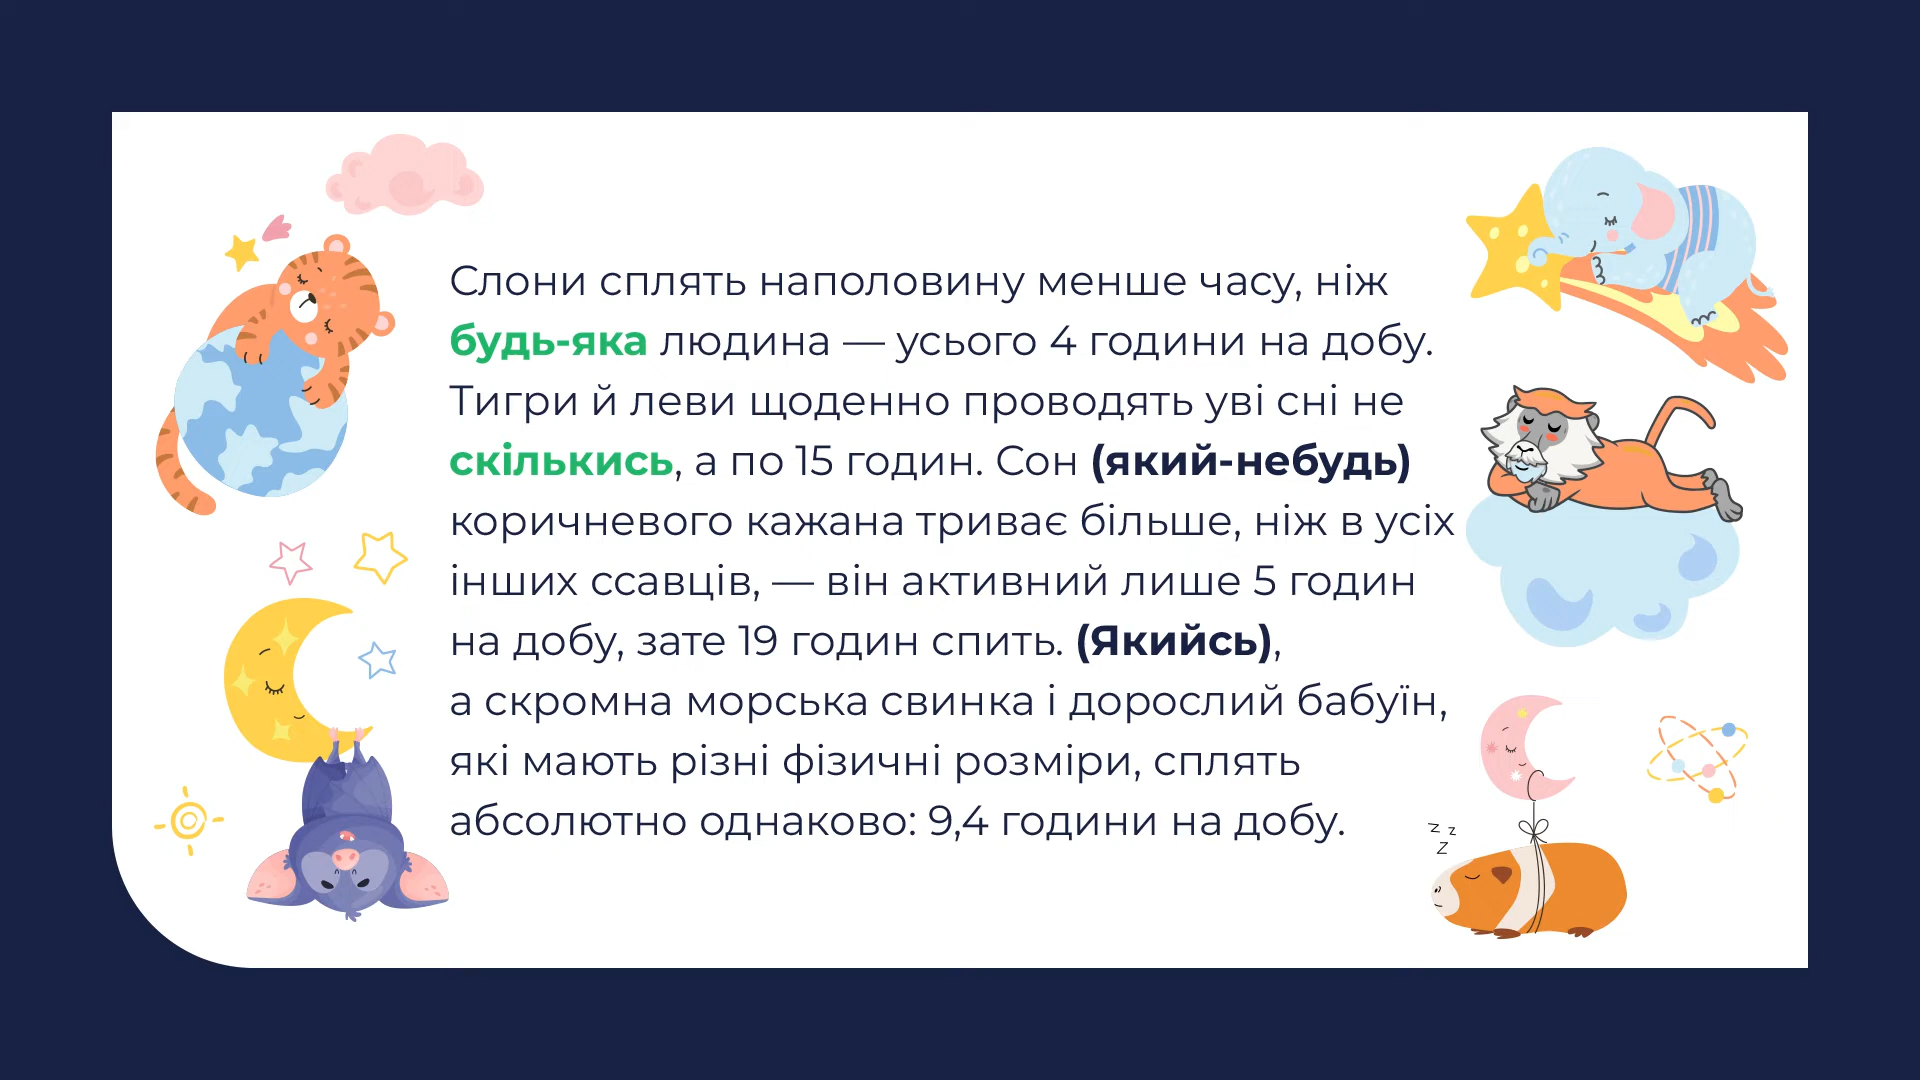 Слони сплять наполовину менше часу, ніж
будь-яка людина — усього 4 години на добу.
Тигри й леви щоденно проводять уві сні не
скількись, а по 15 годин. Сон (який-небудь)
коричневого кажана триває більше, ніж в усіх
інших ссавців, — він активний лише 5 годин
на добу, зате 19 годин спить. (Якийсь),
а скромна морська свинка і дорослий бабуїн,
які мають різні фізичні розміри, сплять
абсолютно однаково: 9,4 години на добу.
z z
z